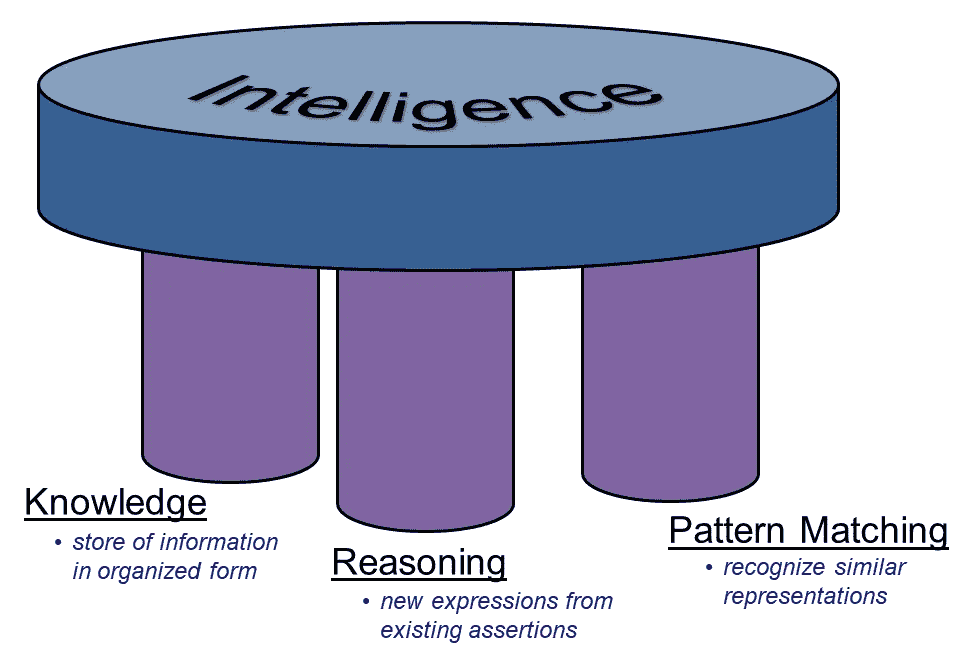 Intelligence
Knowledge
• store of information
in organized form
Reasoning
• new expressions from
existing assertions
Pattern Matching
• recognize similar
representations